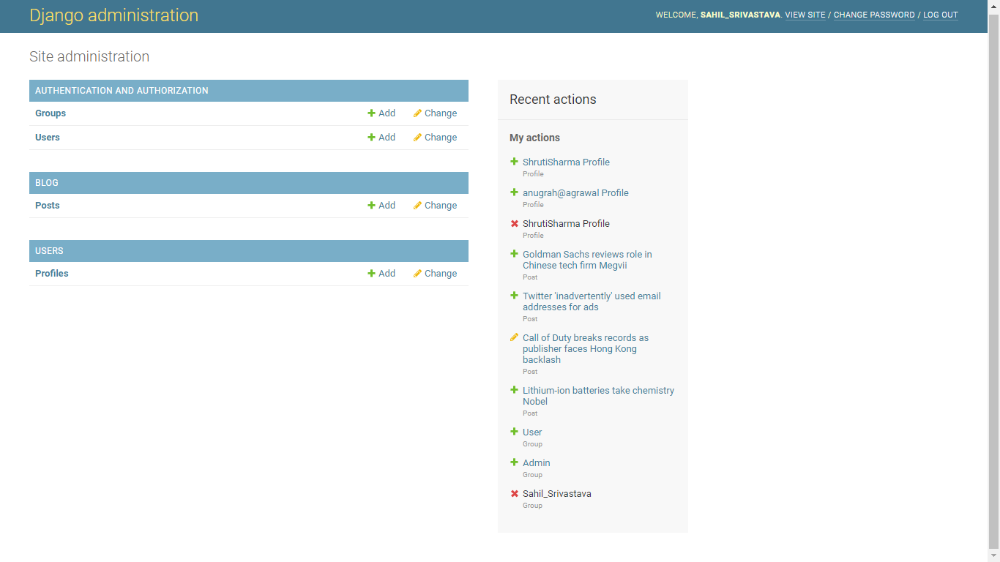 Django administration
WELCOME, SAHIL_SRIVASTAVA. VIEW SITE / CHANGE PASSWORD / LOG OUT
Site administration
AUTHENTICATION AND AUTHORIZATION
Groups Add Change
Users Add Change
BLOG
Posts Add Change
USERS
Profiles Add Change
Recent actions
My actions
ShrutiSharma Profile
Profile
anugrah@agrawal Profile
Profile
ShrutiSharma Profile
Profile
Goldman Sachs reviews role in
Chinese tech firm Megvii
Post
Twitter 'inadvertently' used email
addresses for ads
Post
Call of Duty breaks records as
publisher faces Hong Kong
backlash
Post
Lithium-ion batteries take chemistry
Nobel
Post
User
Group
Admin
Group
Sahil_Srivastava
Group